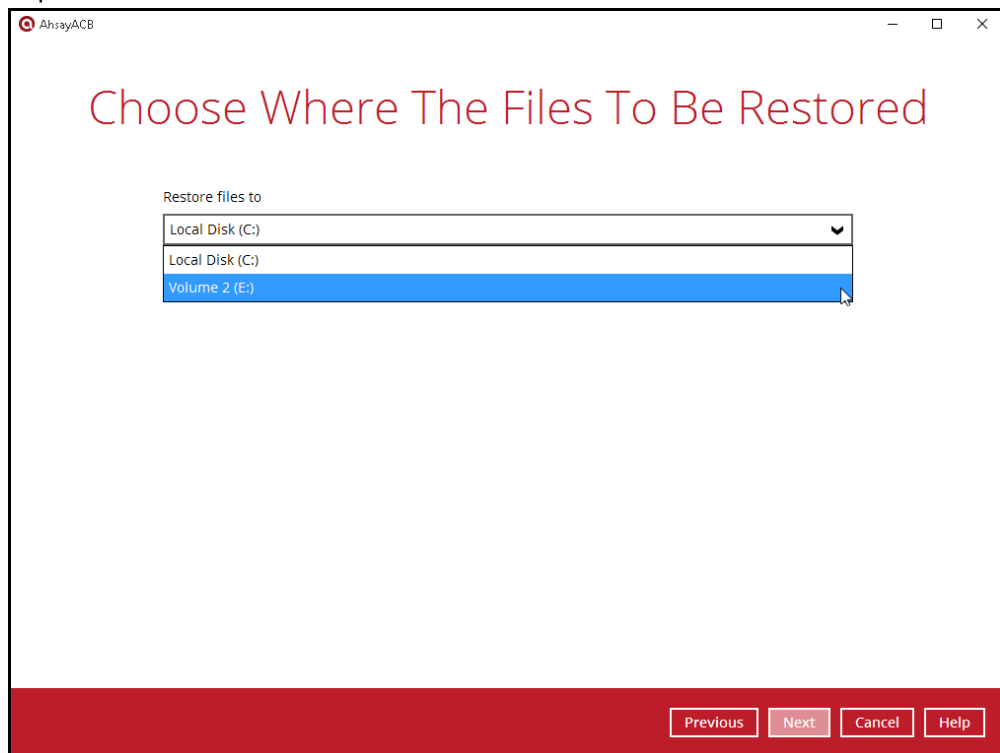 AhsayACB
Choose Where The Files To Be Restored
Restore files to
Local Disk (C:)
Local Disk (C:)
Volume 2 (E:)
Previous Next Cancel Help